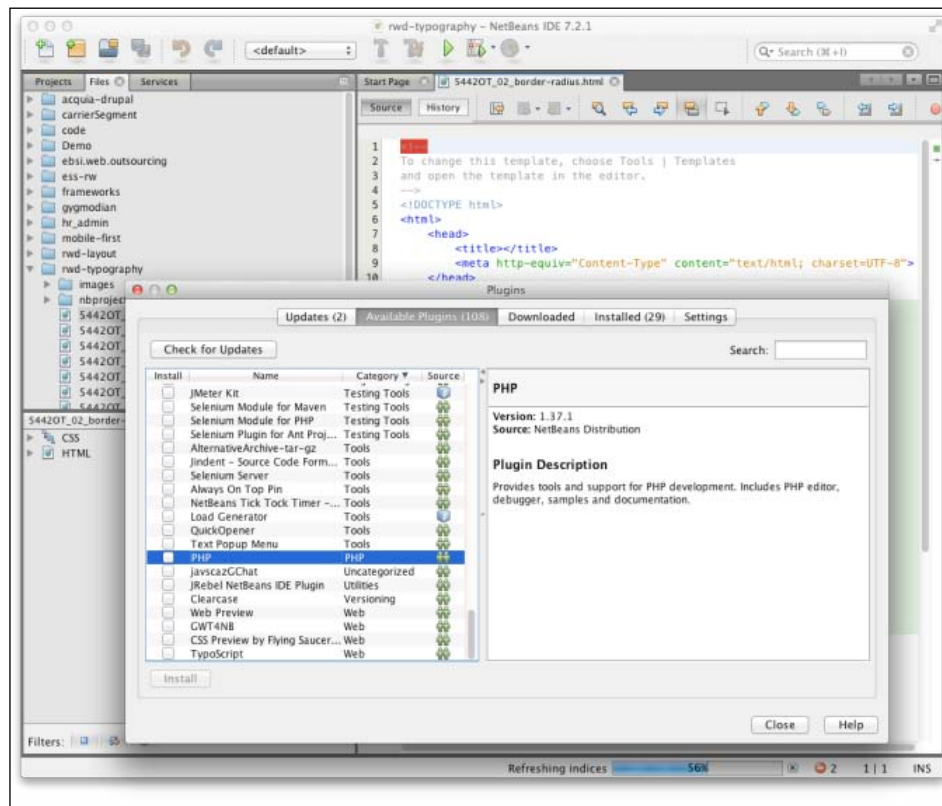 rwd-typography – NetBeans IDE 7.2.1
<default>
Search (⌘+I)
Projects Files Services
Start Page 5442OT_02_border-radius.html
Source History
acquia-drupal
carrierSegment
code
Demo
ebsi.web.outsourcing
ess-rw
frameworks
gygmodian
hr_admin
mobile-first
rwd-layout
rwd-typography
images
nbproject
5442OT_
5442OT_
5442OT_
5442OT_
5442OT_
5442OT_
5442OT
1 <!--
2 To change this template, choose Tools | Templates
3 and open the template in the editor.
4 -->
5 <!DOCTYPE html>
6 <html>
7 <head>
8 <title></title>
9 <meta http-equiv="Content-Type" content="text/html; charset=UTF-8">
10 </head>
5442OT_02_border-
CSS
HTML
Filters:
Plugins
Updates (2) Available Plugins (108) Downloaded Installed (29) Settings
Check for Updates
Search:
Install Name Category Source
JMeter Kit Testing Tools
Selenium Module for Maven Testing Tools
Selenium Module for PHP Testing Tools
Selenium Plugin for Ant Proj... Testing Tools
AlternativeArchive-tar-gz Tools
Jindent – Source Code Form... Tools
Selenium Server Tools
Always On Top Pin Tools
NetBeans Tick Tock Timer –... Tools
Load Generator Tools
QuickOpener Tools
Text Popup Menu Tools
PHP PHP
javscazGChat Uncategorized
JRebel NetBeans IDE Plugin Utilities
Clearcase Versioning
Web Preview Web
GWT4NB Web
CSS Preview by Flying Saucer... Web
TypoScript Web
PHP
Version: 1.37.1
Source: NetBeans Distribution
Plugin Description
Provides tools and support for PHP development. Includes PHP editor,
debugger, samples and documentation.
Install
Close Help
Refreshing indices 56% 2 1|1 INS